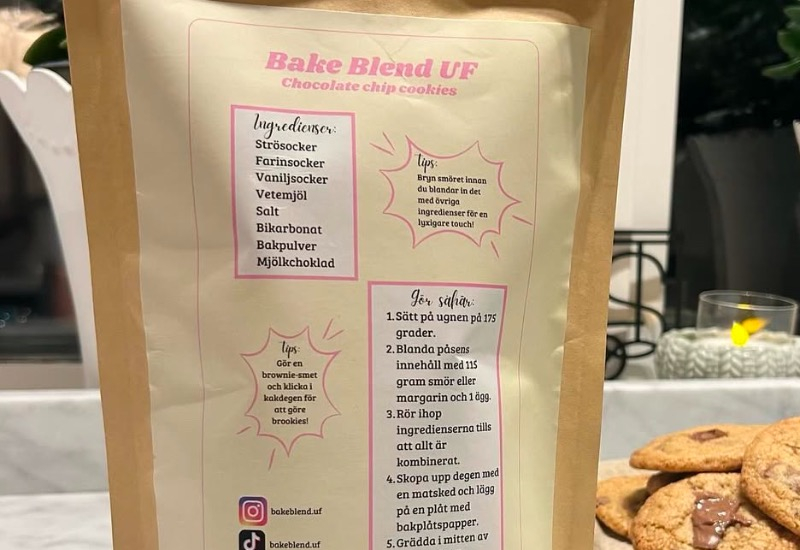 Bake Blend UF
Chocolate chip cookies
Ingredienser:
Strösocker
Farinsocker
Vaniljsocker
Vetemjöl
Salt
Bikarbonat
Bakpulver
Mjölkchoklad
tips:
Bryn smöret innan
du blandar in det
med övriga
ingredienser för en
lyxigare touch!
tips:
Gör en
brownie-smet
och klicka i
kakdegen för
att göre
brookies!
Gör såhär:
1. Sätt på ugnen på 175
grader.
2. Blanda påsens
innehåll med 115
gram smör eller
margarin och 1 ägg.
3. Rör ihop
ingredienserna tills
att allt är
kombinerat.
4. Skopa upp degen med
en matsked och lägg
på en plåt med
bakplåtspapper.
5. Grädda i mitten av
bakeblend.uf
bakeblend.uf